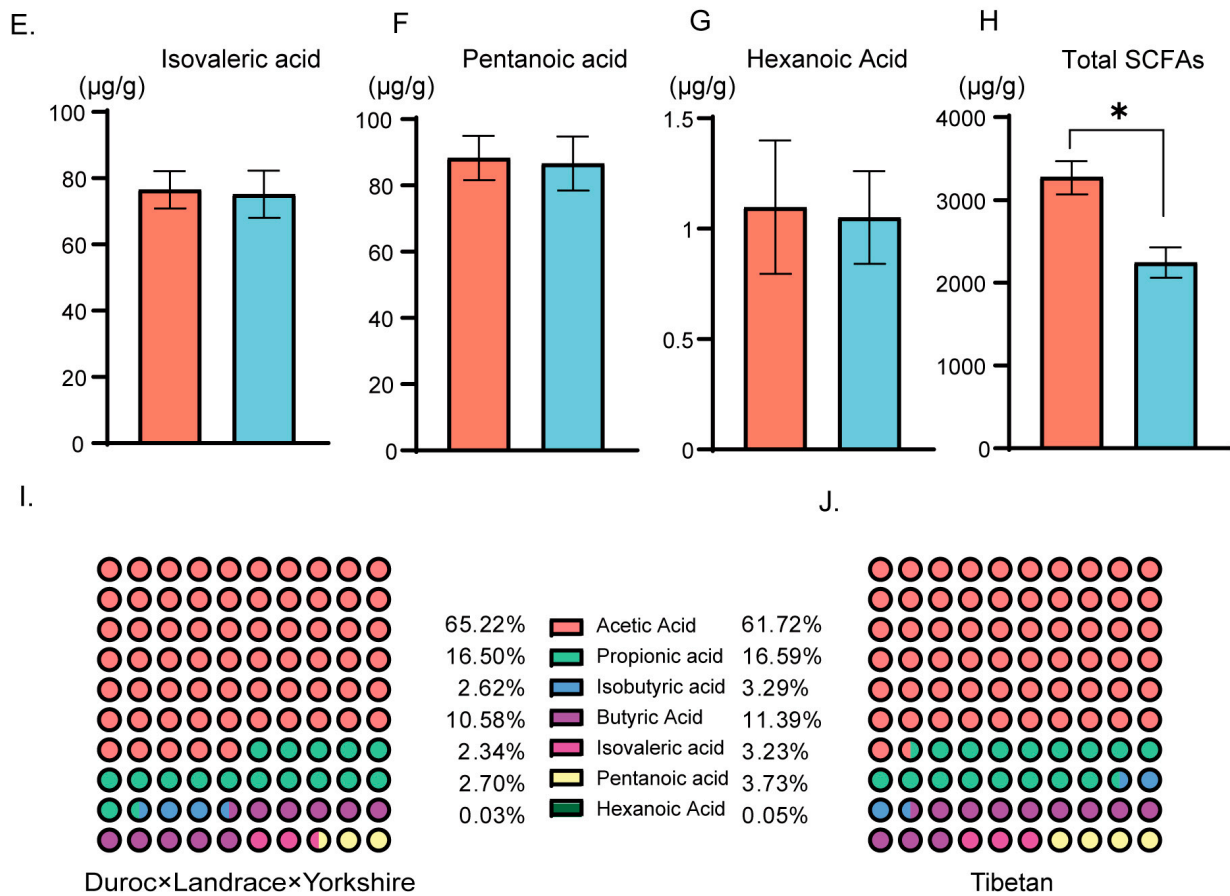 E.
F
G
H
Isovaleric acid
Pentanoic acid
Hexanoic Acid
Total SCFAs
(µg/g)
(µg/g)
(µg/g)
(µg/g)
100
80
60
40
20
0
100
80
60
40
20
0
1.5
1
0.5
0
*
4000
3000
2000
1000
0
I.
J.
65.22% Acetic Acid 61.72%
16.50% Propionic acid 16.59%
2.62% Isobutyric acid 3.29%
10.58% Butyric Acid 11.39%
2.34% Isovaleric acid 3.23%
2.70% Pentanoic acid 3.73%
0.03% Hexanoic Acid 0.05%
Duroc×Landrace×Yorkshire
Tibetan